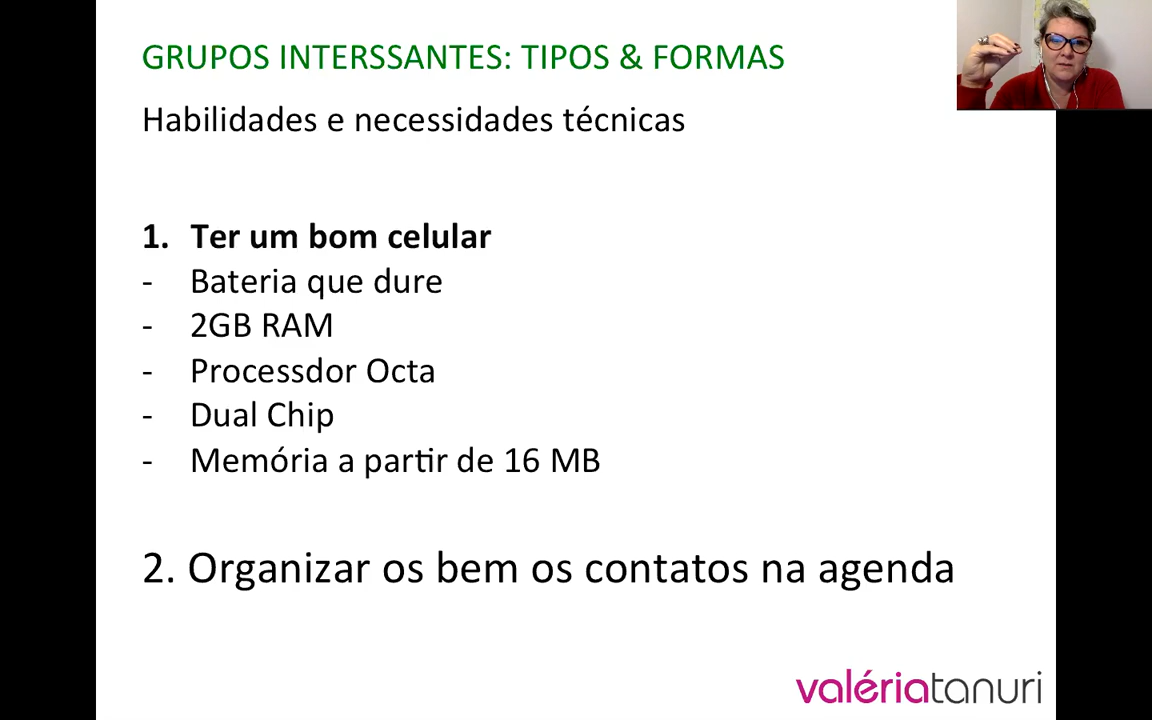 GRUPOS INTERSSANTES: TIPOS & FORMAS
Habilidades e necessidades técnicas
1. Ter um bom celular
- Bateria que dure
- 2GB RAM
- Processdor Octa
- Dual Chip
- Memória a partir de 16 MB
2. Organizar os bem os contatos na agenda
valériatanuri